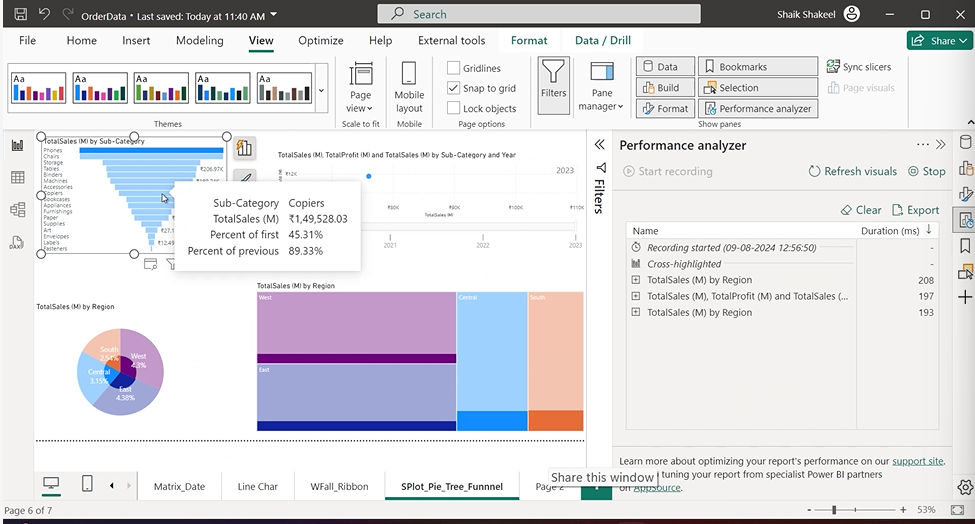 OrderData • Last saved: Today at 11:40 AM
Search
Shaik Shakeel
File Home Insert Modeling View Optimize Help External tools Format Data / Drill
Share
Aa Aa Aa Aa Aa
Themes
Page view
Scale to fit
Mobile layout
Mobile
Gridlines
Snap to grid
Lock objects
Page options
Filters
Pane manager
Data
Build
Format
Bookmarks
Selection
Performance analyzer
Show panes
Sync slicers
Page visuals
TotalSales (M) by Sub-Category
Phones
Chairs
Storage
Tables
Binders
Machines
Accessories
Copiers
Bookcases
Appliances
Furnishings
Paper
Supplies
Art
Envelopes
Labels
Fasteners
₹206.97K
Sub-Category Copiers
TotalSales (M) ₹1,49,528.03
Percent of first 45.31%
Percent of previous 89.33%
TotalSales (M), TotalProfit (M) and TotalSales (M) by Sub-Category and Year
2023
₹12K
₹80K ₹90K ₹100K ₹110K
TotalSales (M)
2021 2022 2023
TotalSales (M) by Region
South
2.54%
West
4.3%
Central
3.15%
East
4.38%
TotalSales (M) by Region
West
East
Central
South
Filters
Performance analyzer
Start recording
Refresh visuals
Stop
Clear
Export
Name Duration (ms)
Recording started (09-08-2024 12:56:50) -
Cross-highlighted -
TotalSales (M) by Region 208
TotalSales (M), TotalProfit (M) and TotalSales (... 197
TotalSales (M) by Region 193
Learn more about optimizing your report's performance on our support site.
tuning your report from specialist Power BI partners
on AppSource.
Share this window
Matrix_Date Line Char WFall_Ribbon SPlot_Pie_Tree_Funnnel Page 2
Page 6 of 7
53%